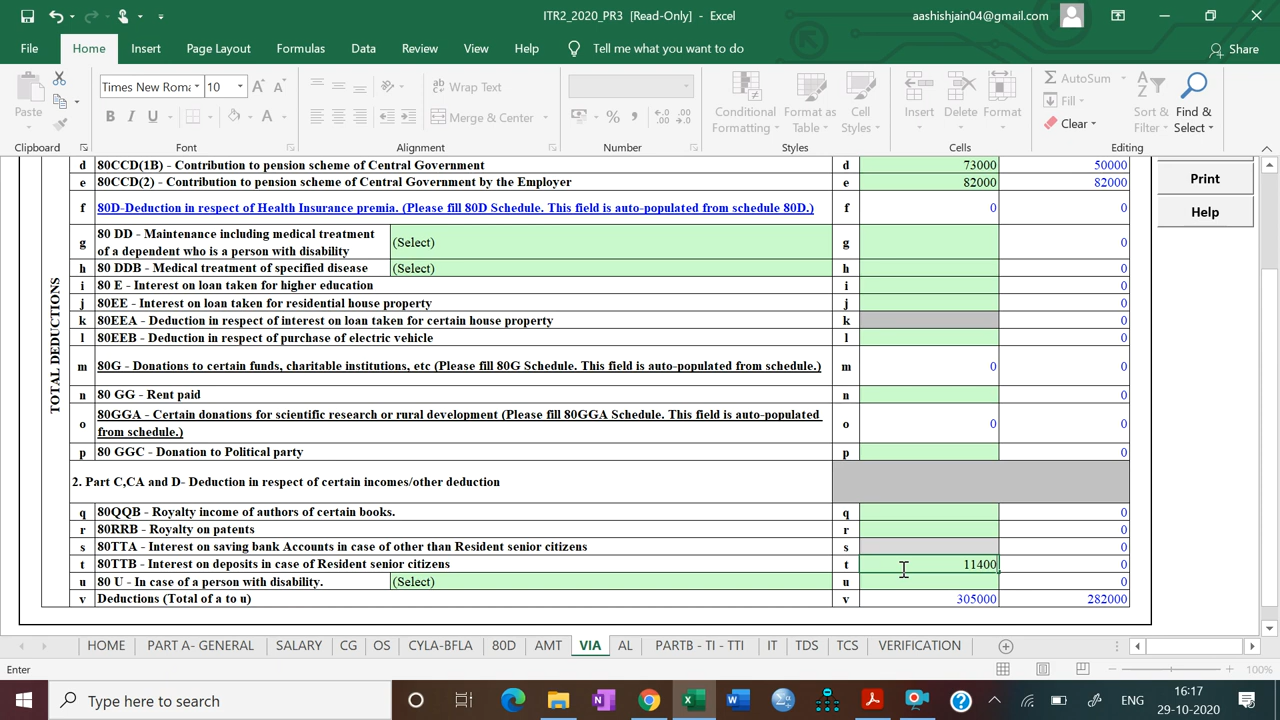 ITR2_2020_PR3 [Read-Only] - Excel
aashishjain04@gmail.com
File Home Insert Page Layout Formulas Data Review View Help Tell me what you want to do Share
Paste
Times New Roma 10
B I U
Wrap Text
Merge & Center
%
Conditional Formatting
Format as Table
Cell Styles
Insert Delete Format
AutoSum
Fill
Clear
Sort & Filter
Find & Select
Clipboard Font Alignment Number Styles Cells Editing
d 80CCD(1B) - Contribution to pension scheme of Central Government d 73000 50000
e 80CCD(2) - Contribution to pension scheme of Central Government by the Employer e 82000 82000
f 80D-Deduction in respect of Health Insurance premia. (Please fill 80D Schedule. This field is auto-populated from schedule 80D.) f 0 0
g 80 DD - Maintenance including medical treatment
of a dependent who is a person with disability (Select) g 0
h 80 DDB - Medical treatment of specified disease (Select) h 0
i 80 E - Interest on loan taken for higher education i 0
j 80EE - Interest on loan taken for residential house property j 0
k 80EEA - Deduction in respect of interest on loan taken for certain house property k 0
l 80EEB - Deduction in respect of purchase of electric vehicle l 0
m 80G - Donations to certain funds, charitable institutions, etc (Please fill 80G Schedule. This field is auto-populated from schedule.) m 0 0
n 80 GG - Rent paid n 0
o 80GGA - Certain donations for scientific research or rural development (Please fill 80GGA Schedule. This field is auto-populated
from schedule.) o 0 0
p 80 GGC - Donation to Political party p 0
2. Part C,CA and D- Deduction in respect of certain incomes/other deduction
q 80QQB - Royalty income of authors of certain books. q 0
r 80RRB - Royalty on patents r 0
s 80TTA - Interest on saving bank Accounts in case of other than Resident senior citizens s 0
t 80TTB - Interest on deposits in case of Resident senior citizens t 11400 0
u 80 U - In case of a person with disability. (Select) u 0
v Deductions (Total of a to u) v 305000 282000
TOTAL DEDUCTIONS
Print
Help
HOME PART A- GENERAL SALARY CG OS CYLA-BFLA 80D AMT VIA AL PARTB - TI - TTI IT TDS TCS VERIFICATION
Enter
100%
Type here to search
ENG
16:17
29-10-2020